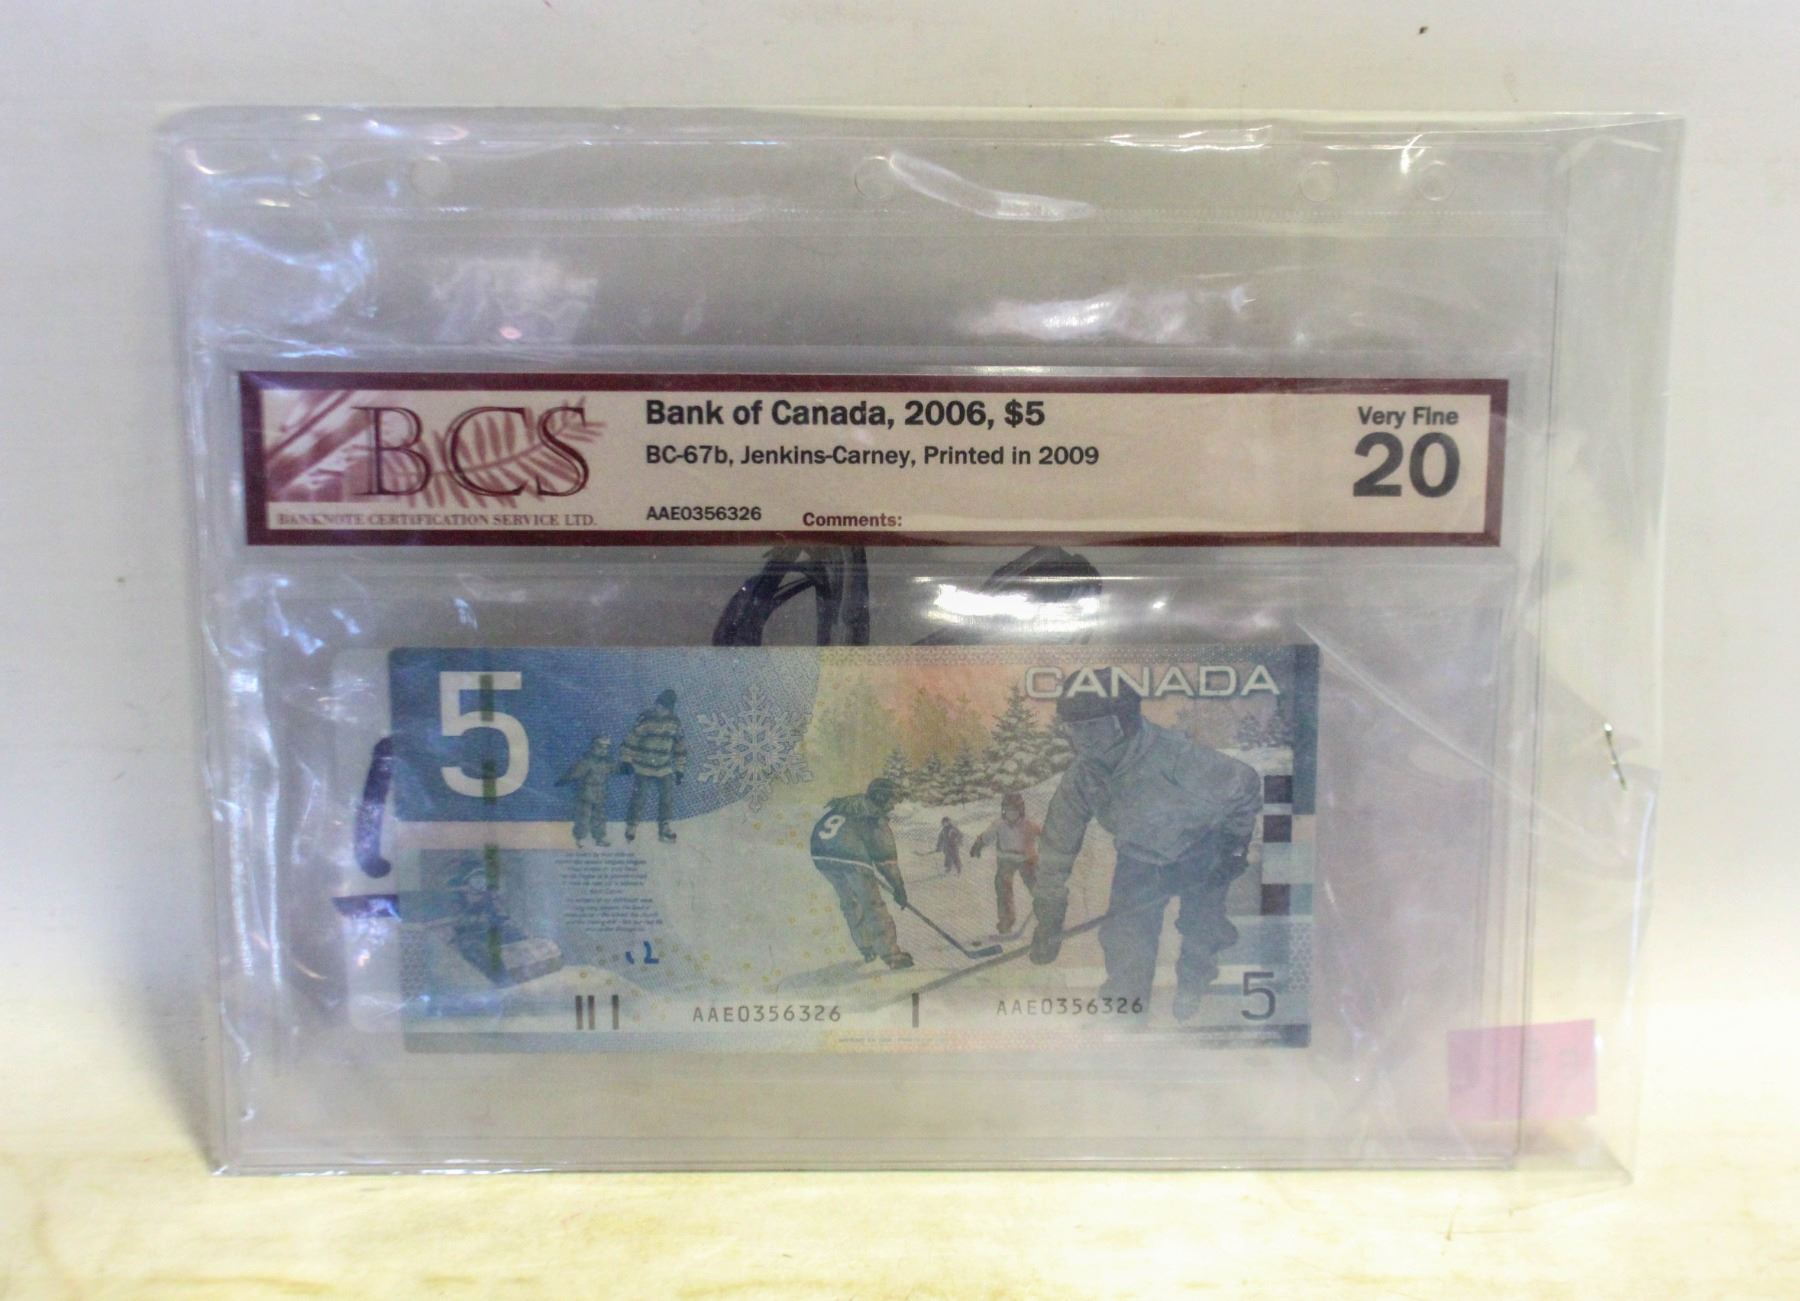 BCS
BANKNOTE CERTIFICATION SERVICE LTD.
Bank of Canada, 2006, $5
BC-67b, Jenkins-Carney, Printed in 2009
AAE0356326 Comments:
Very Fine
20
5
CANADA
9
AAE0356326
AAE0356326
5